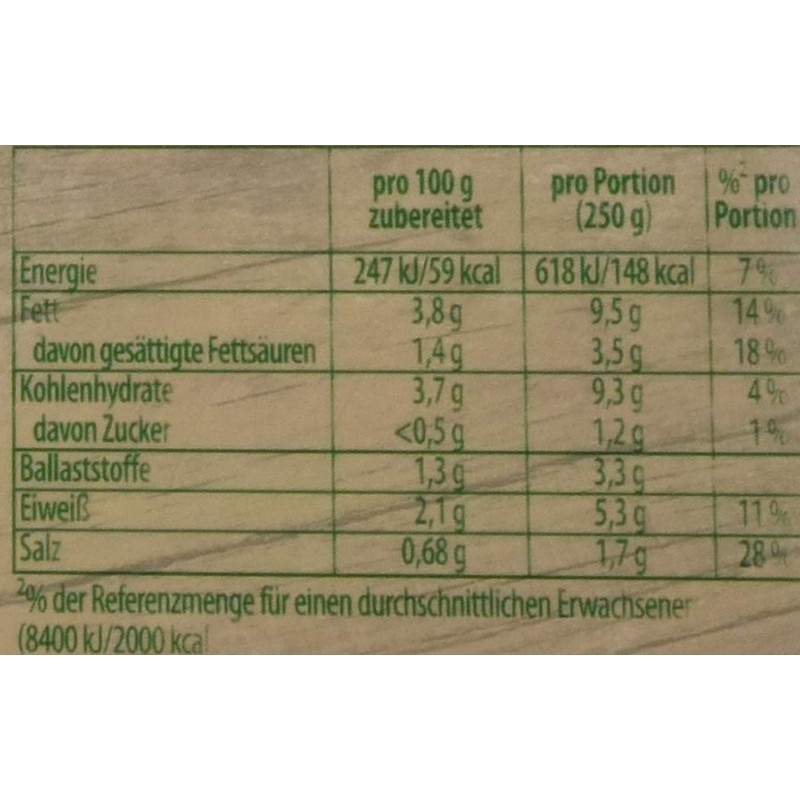 pro 100 g zubereitet pro Portion (250 g) %² pro Portion
Energie 247 kJ/59 kcal 618 kJ/148 kcal 7%
Fett 3,8 g 9,5 g 14%
davon gesättigte Fettsäuren 1,4 g 3,5 g 18%
Kohlenhydrate 3,7 g 9,3 g 4%
davon Zucker <0,5 g 1,2 g 1%
Ballaststoffe 1,3 g 3,3 g
Eiweiß 2,1 g 5,3 g 11%
Salz 0,68 g 1,7 g 28%
²% der Referenzmenge für einen durchschnittlichen Erwachsenen
(8400 kJ/2000 kcal